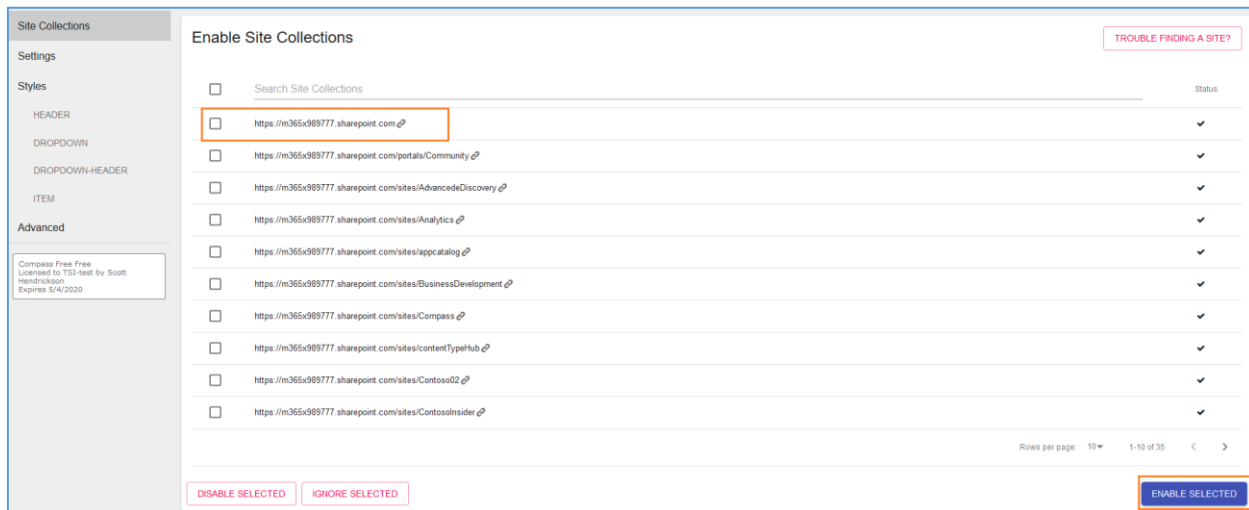 Site Collections
Settings
Styles
HEADER
DROPDOWN
DROPDOWN-HEADER
ITEM
Advanced
Compass Free Free
Licensed to TSI-test by Scott
Hendrickson
Expires 5/4/2020
Enable Site Collections
TROUBLE FINDING A SITE?
Search Site Collections
Status
https://m365x989777.sharepoint.com
https://m365x989777.sharepoint.com/portals/Community
https://m365x989777.sharepoint.com/sites/AdvancedeDiscovery
https://m365x989777.sharepoint.com/sites/Analytics
https://m365x989777.sharepoint.com/sites/appcatalog
https://m365x989777.sharepoint.com/sites/BusinessDevelopment
https://m365x989777.sharepoint.com/sites/Compass
https://m365x989777.sharepoint.com/sites/contentTypeHub
https://m365x989777.sharepoint.com/sites/Contoso02
https://m365x989777.sharepoint.com/sites/ContosoInsider
Rows per page: 10 1-10 of 35
DISABLE SELECTED
IGNORE SELECTED
ENABLE SELECTED